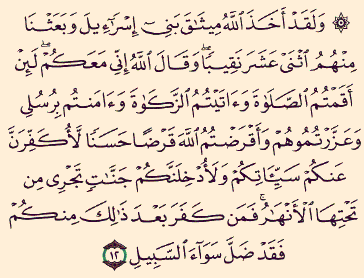 ۞ وَلَقَدْ أَخَذَ ٱللَّهُ مِيثَٰقَ بَنِىٓ إِسْرَٰٓءِيلَ وَبَعَثْنَا
مِنْهُمُ ٱثْنَىْ عَشَرَ نَقِيبًا ۖ وَقَالَ ٱللَّهُ إِنِّى مَعَكُمْ ۖ لَئِنْ
أَقَمْتُمُ ٱلصَّلَوٰةَ وَءَاتَيْتُمُ ٱلزَّكَوٰةَ وَءَامَنتُم بِرُسُلِى
وَعَزَّرْتُمُوهُمْ وَأَقْرَضْتُمُ ٱللَّهَ قَرْضًا حَسَنًا لَّأُكَفِّرَنَّ
عَنكُمْ سَيِّـَٔاتِكُمْ وَلَأُدْخِلَنَّكُمْ جَنَّٰتٍ تَجْرِى مِن
تَحْتِهَا ٱلْأَنْهَٰرُ ۚ فَمَن كَفَرَ بَعْدَ ذَٰلِكَ مِنكُمْ
فَقَدْ ضَلَّ سَوَآءَ ٱلسَّبِيلِ ۝١٢